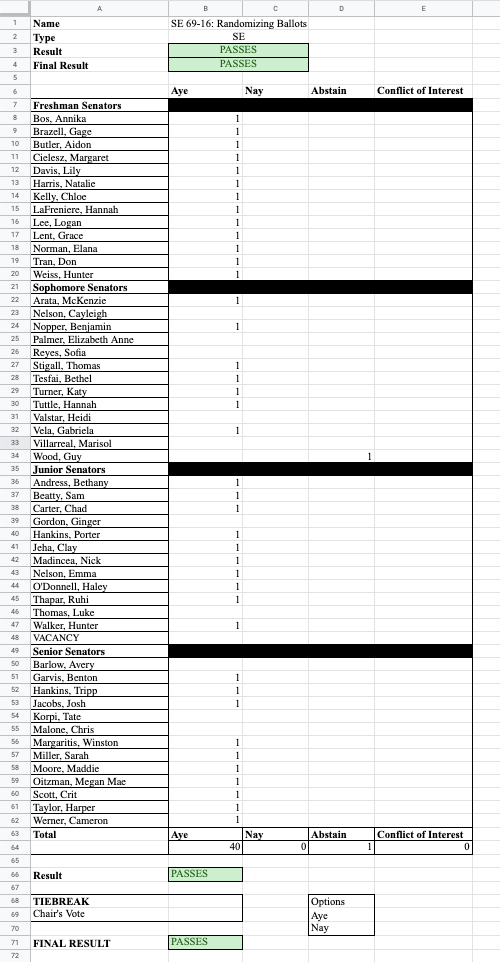 A B C D E
1 Name SE 69-16: Randomizing Ballots
2 Type SE
3 Result PASSES
4 Final Result PASSES
5
6 Aye Nay Abstain Conflict of Interest
7 Freshman Senators
8 Bos, Annika 1
9 Brazell, Gage 1
10 Butler, Aidon 1
11 Cielesz, Margaret 1
12 Davis, Lily 1
13 Harris, Natalie 1
14 Kelly, Chloe 1
15 LaFreniere, Hannah 1
16 Lee, Logan 1
17 Lent, Grace 1
18 Norman, Elana 1
19 Tran, Don 1
20 Weiss, Hunter 1
21 Sophomore Senators
22 Arata, McKenzie 1
23 Nelson, Cayleigh
24 Nopper, Benjamin 1
25 Palmer, Elizabeth Anne
26 Reyes, Sofia
27 Stigall, Thomas 1
28 Tesfai, Bethel 1
29 Turner, Katy 1
30 Tuttle, Hannah 1
31 Valstar, Heidi
32 Vela, Gabriela 1
33 Villarreal, Marisol
34 Wood, Guy 1
35 Junior Senators
36 Andress, Bethany 1
37 Beatty, Sam 1
38 Carter, Chad 1
39 Gordon, Ginger
40 Hankins, Porter 1
41 Jeha, Clay 1
42 Madincea, Nick 1
43 Nelson, Emma 1
44 O'Donnell, Haley 1
45 Thapar, Ruhi 1
46 Thomas, Luke
47 Walker, Hunter 1
48 VACANCY
49 Senior Senators
50 Barlow, Avery
51 Garvis, Benton 1
52 Hankins, Tripp 1
53 Jacobs, Josh 1
54 Korpi, Tate
55 Malone, Chris
56 Margaritis, Winston 1
57 Miller, Sarah 1
58 Moore, Maddie 1
59 Oitzman, Megan Mae 1
60 Scott, Crit 1
61 Taylor, Harper 1
62 Werner, Cameron 1
63 Total Aye Nay Abstain Conflict of Interest
64 40 0 1 0
65
66 Result PASSES
67
68 TIEBREAK Options
69 Chair's Vote Aye
70 Nay
71 FINAL RESULT PASSES
72